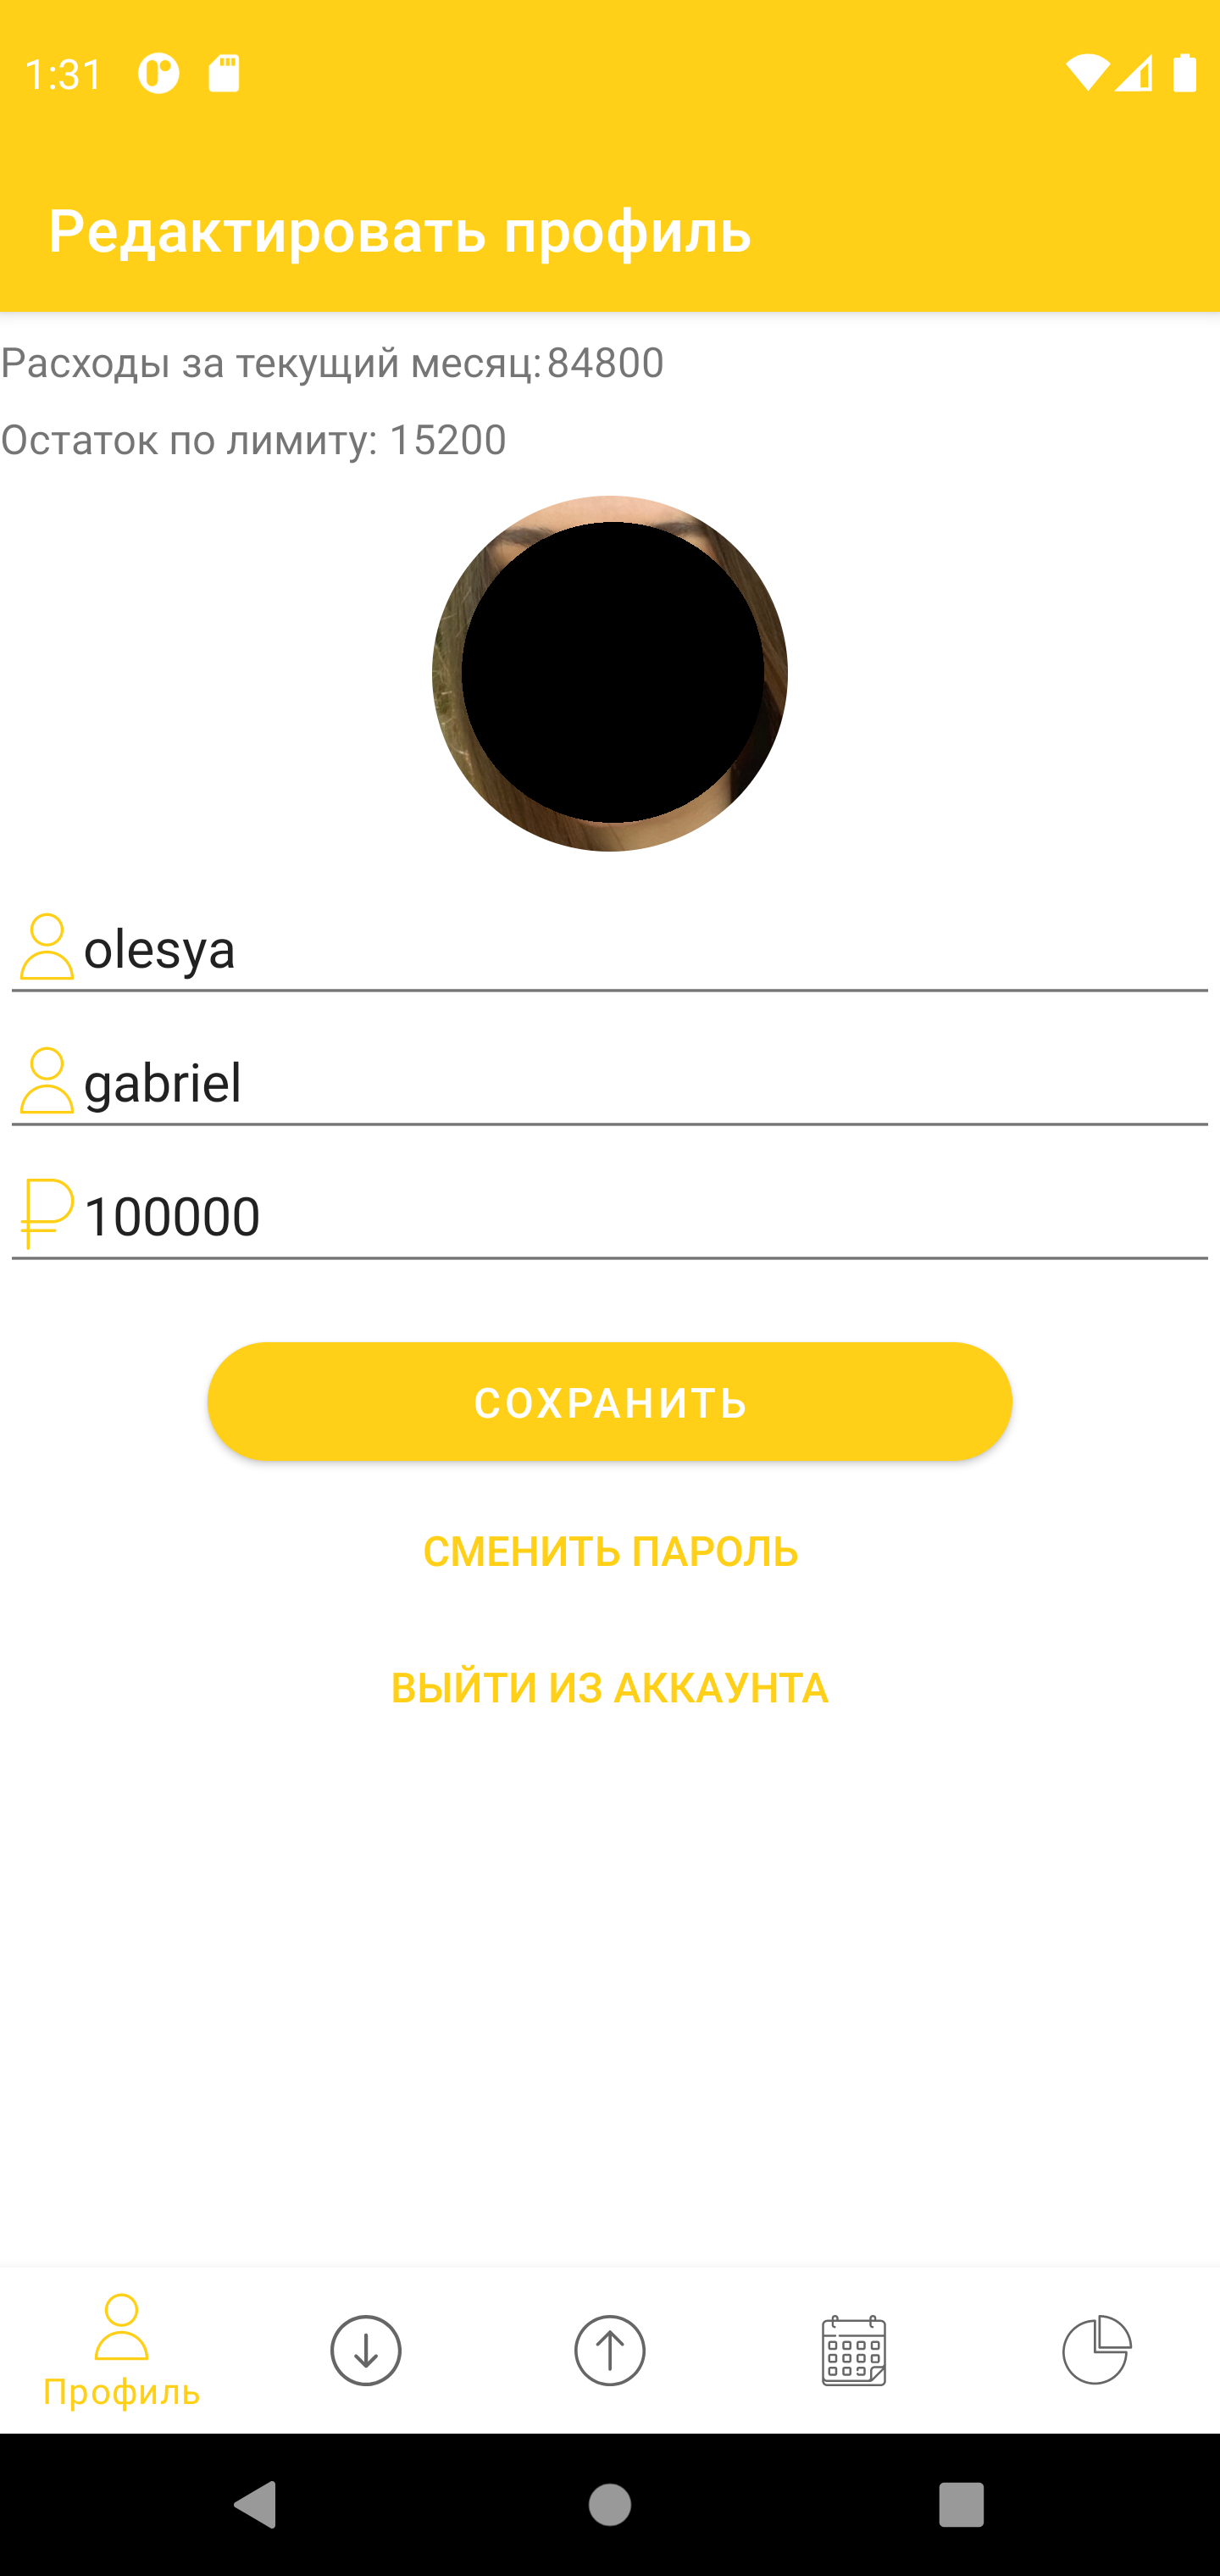 1:31
Редактировать профиль
Расходы за текущий месяц: 84800
Остаток по лимиту: 15200
olesya
gabriel
100000
СОХРАНИТЬ
СМЕНИТЬ ПАРОЛЬ
ВЫЙТИ ИЗ АККАУНТА
Профиль